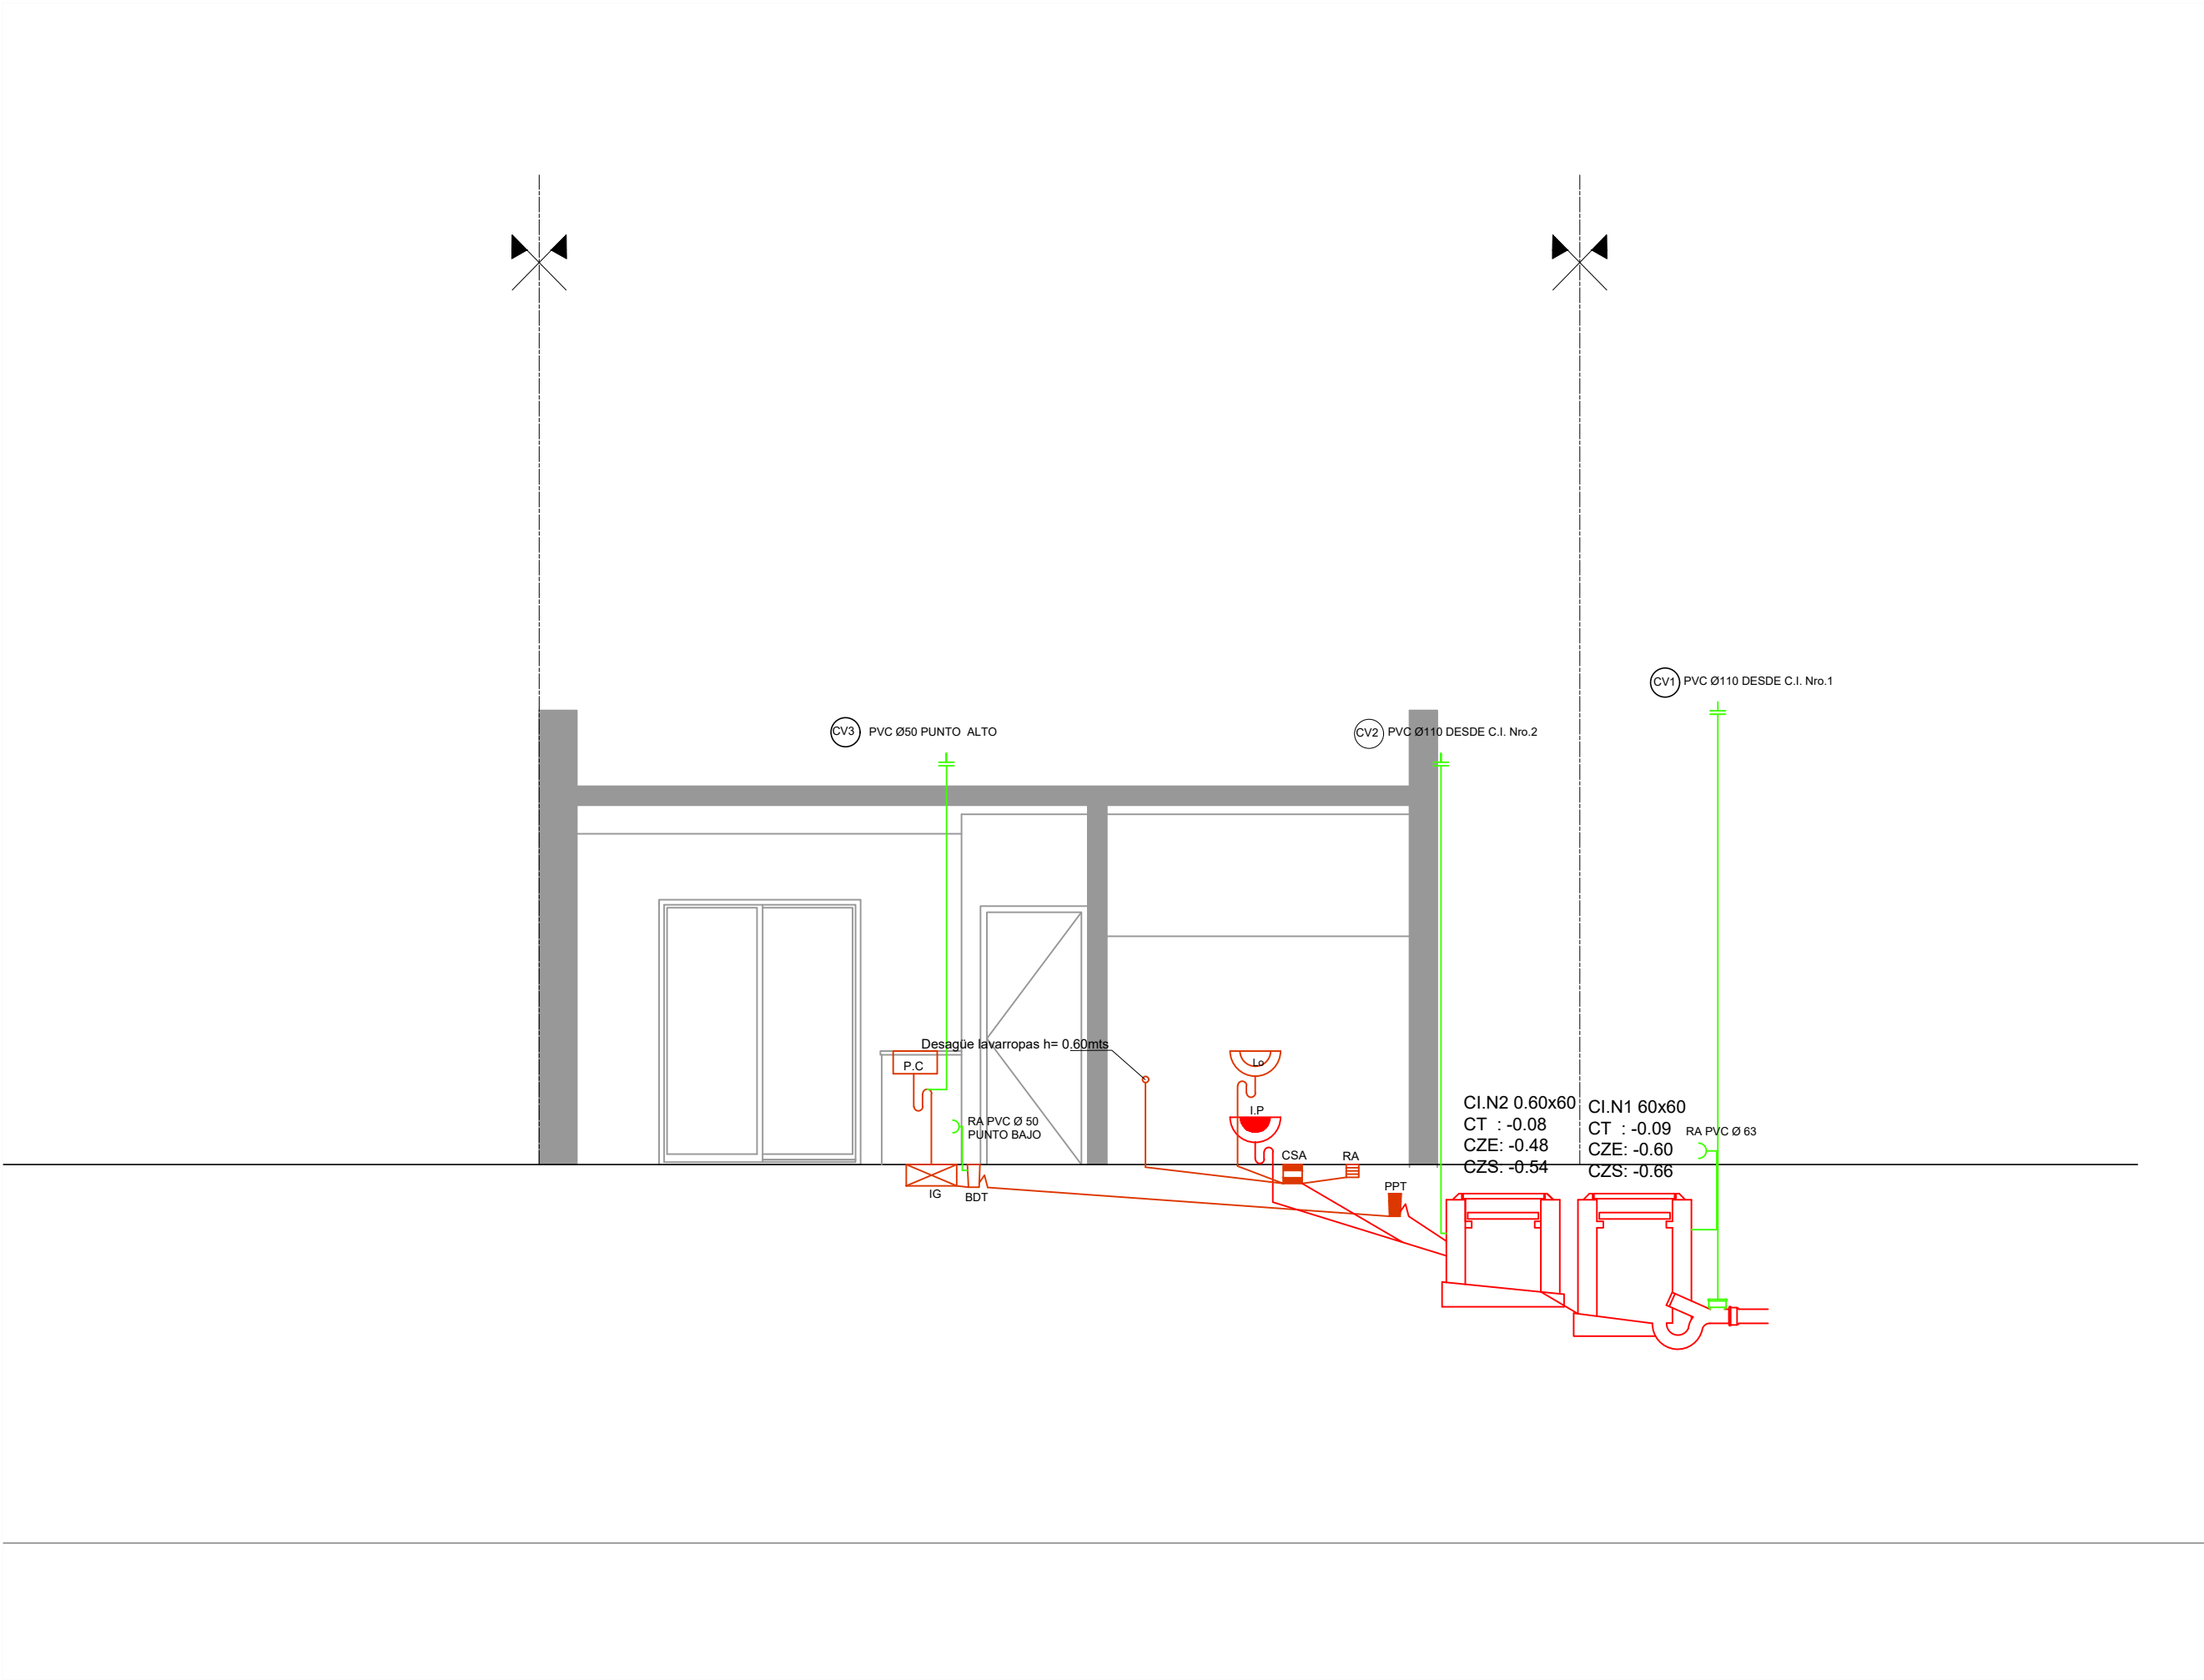 CV1 PVC Ø110 DESDE C.I. Nro.1
CV3 PVC Ø50 PUNTO ALTO
CV2 PVC Ø110 DESDE C.I. Nro.2
Desagüe lavarropas h= 0.60mts
P.C
Lo
I.P
RA PVC Ø 50
PUNTO BAJO
CI.N2 0.60x60
CT : -0.08
CZE: -0.48
CZS: -0.54
CI.N1 60x60
CT : -0.09
CZE: -0.60
CZS: -0.66
RA PVC Ø 63
CSA
RA
PPT
IG
BDT